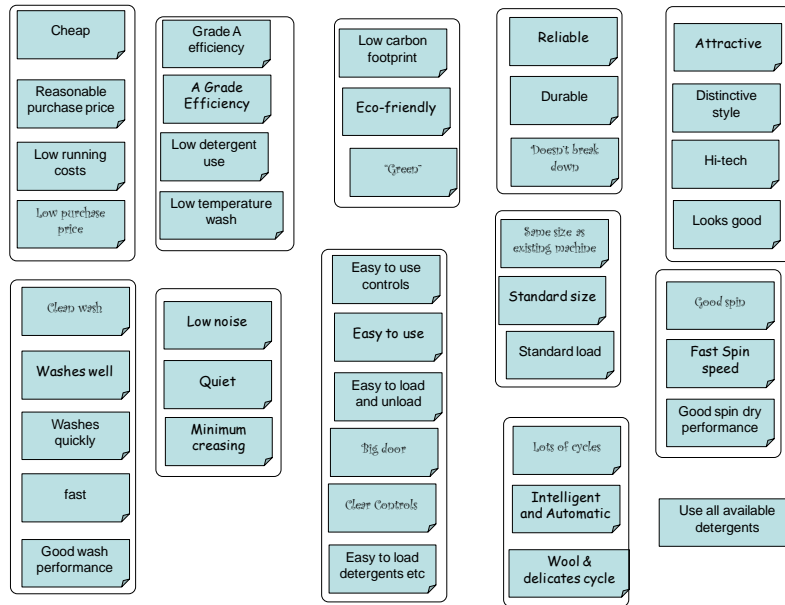 Cheap
Reasonable
purchase price
Low running
costs
Low purchase
price
Grade A
efficiency
A Grade
Efficiency
Low detergent
use
Low temperature
wash
Low carbon
footprint
Eco-friendly
"Green"
Reliable
Durable
Doesn't break
down
Attractive
Distinctive
style
Hi-tech
Looks good
Clean wash
Washes well
Washes
quickly
fast
Good wash
performance
Low noise
Quiet
Minimum
creasing
Easy to use
controls
Easy to use
Easy to load
and unload
Big door
Clear Controls
Easy to load
detergents etc
Same size as
existing machine
Standard size
Standard load
Lots of cycles
Intelligent
and Automatic
Wool &
delicates cycle
Good spin
Fast Spin
speed
Good spin dry
performance
Use all available
detergents